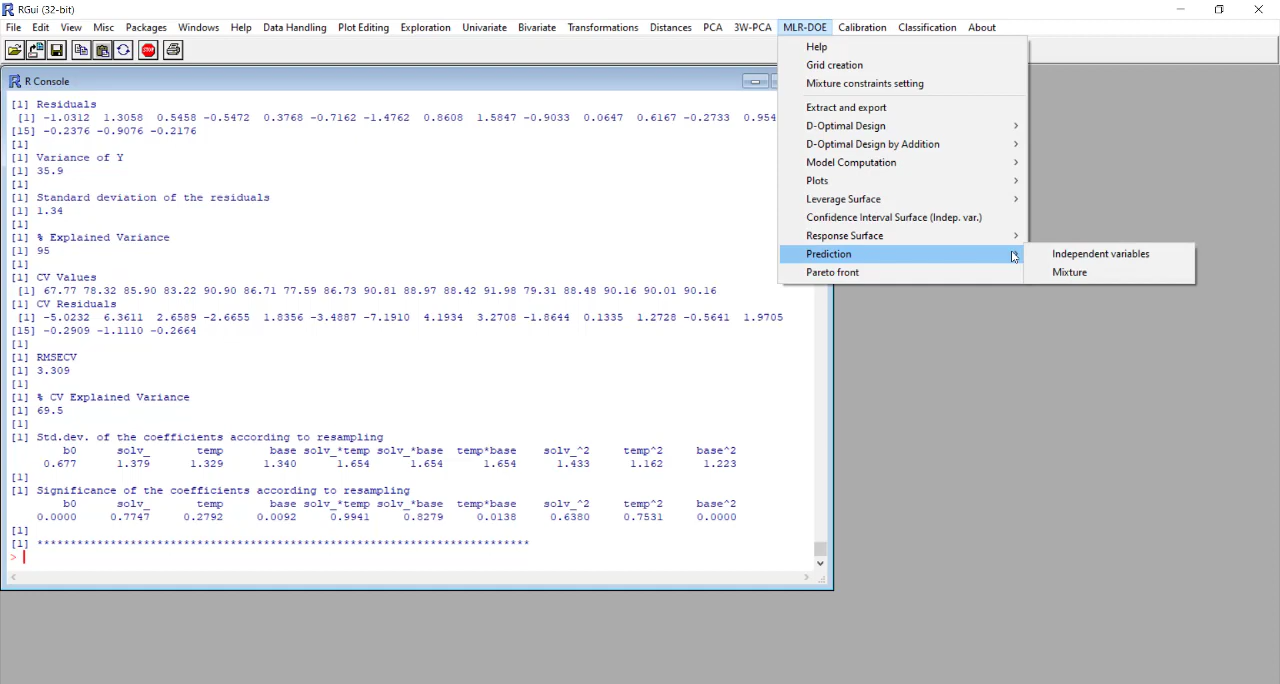 RGui (32-bit)
File Edit View Misc Packages Windows Help Data Handling Plot Editing Exploration Univariate Bivariate Transformations Distances PCA 3W-PCA MLR-DOE Calibration Classification About
STOP
R Console
[1] Residuals
[1] -1.0312 1.3058 0.5458 -0.5472 0.3768 -0.7162 -1.4762 0.8608 1.5847 -0.9033 0.0647 0.6167 -0.2733 0.954
[15] -0.2376 -0.9076 -0.2176
[1]
[1] Variance of Y
[1] 35.9
[1]
[1] Standard deviation of the residuals
[1] 1.34
[1]
[1] % Explained Variance
[1] 95
[1]
[1] CV Values
[1] 67.77 78.32 85.90 83.22 90.90 86.71 77.59 86.73 90.81 88.97 88.42 91.98 79.31 88.48 90.16 90.01 90.16
[1] CV Residuals
[1] -5.0232 6.3611 2.6589 -2.6655 1.8356 -3.4887 -7.1910 4.1934 3.2708 -1.8644 0.1335 1.2728 -0.5641 1.9705
[15] -0.2909 -1.1110 -0.2664
[1]
[1] RMSECV
[1] 3.309
[1]
[1] % CV Explained Variance
[1] 69.5
[1]
[1] Std.dev. of the coefficients according to resampling
b0 solv_ temp base solv_*temp solv_*base temp*base solv_^2 temp^2 base^2
0.677 1.379 1.329 1.340 1.654 1.654 1.654 1.433 1.162 1.223
[1]
[1] Significance of the coefficients according to resampling
b0 solv_ temp base solv_*temp solv_*base temp*base solv_^2 temp^2 base^2
0.0000 0.7747 0.2792 0.0092 0.9941 0.8279 0.0138 0.6380 0.7531 0.0000
[1]
[1] **************************************************************************
>
Help
Grid creation
Mixture constraints setting
Extract and export
D-Optimal Design
D-Optimal Design by Addition
Model Computation
Plots
Leverage Surface
Confidence Interval Surface (Indep. var.)
Response Surface
Prediction
Pareto front
Independent variables
Mixture